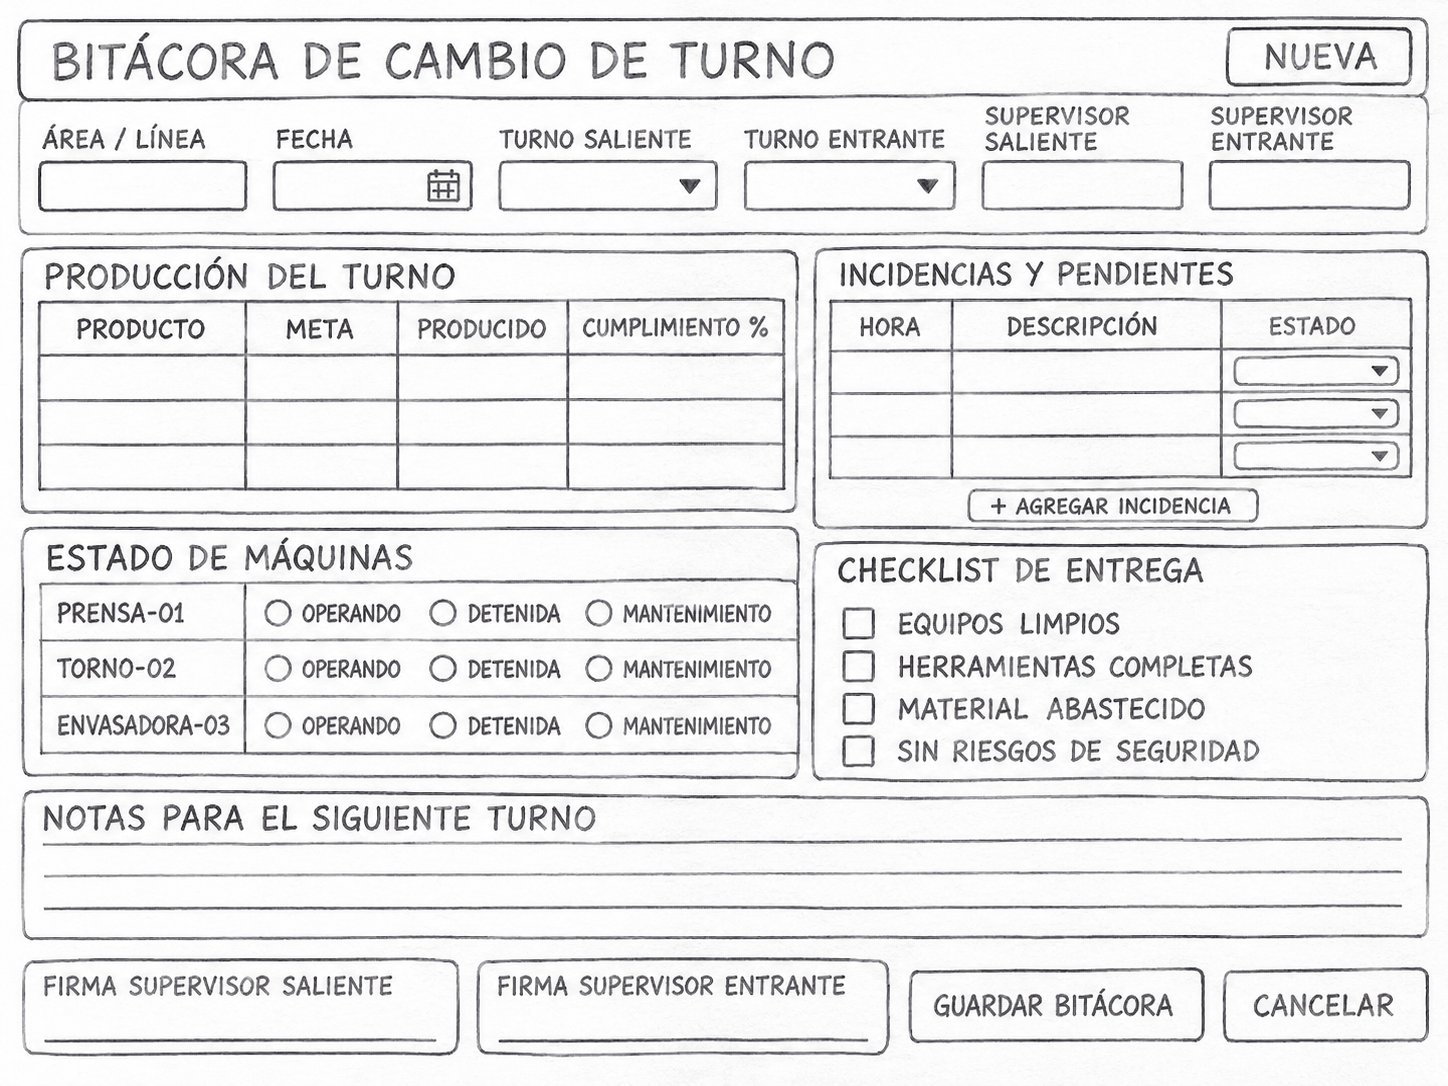 BITÁCORA DE CAMBIO DE TURNO
NUEVA
ÁREA / LÍNEA
FECHA
TURNO SALIENTE
TURNO ENTRANTE
SUPERVISOR
SALIENTE
SUPERVISOR
ENTRANTE
PRODUCCIÓN DEL TURNO
PRODUCTO META PRODUCIDO CUMPLIMIENTO %
INCIDENCIAS Y PENDIENTES
HORA DESCRIPCIÓN ESTADO
+ AGREGAR INCIDENCIA
ESTADO DE MÁQUINAS
PRENSA-01 OPERANDO DETENIDA MANTENIMIENTO
TORNO-02 OPERANDO DETENIDA MANTENIMIENTO
ENVASADORA-03 OPERANDO DETENIDA MANTENIMIENTO
CHECKLIST DE ENTREGA
EQUIPOS LIMPIOS
HERRAMIENTAS COMPLETAS
MATERIAL ABASTECIDO
SIN RIESGOS DE SEGURIDAD
NOTAS PARA EL SIGUIENTE TURNO
FIRMA SUPERVISOR SALIENTE
FIRMA SUPERVISOR ENTRANTE
GUARDAR BITÁCORA
CANCELAR